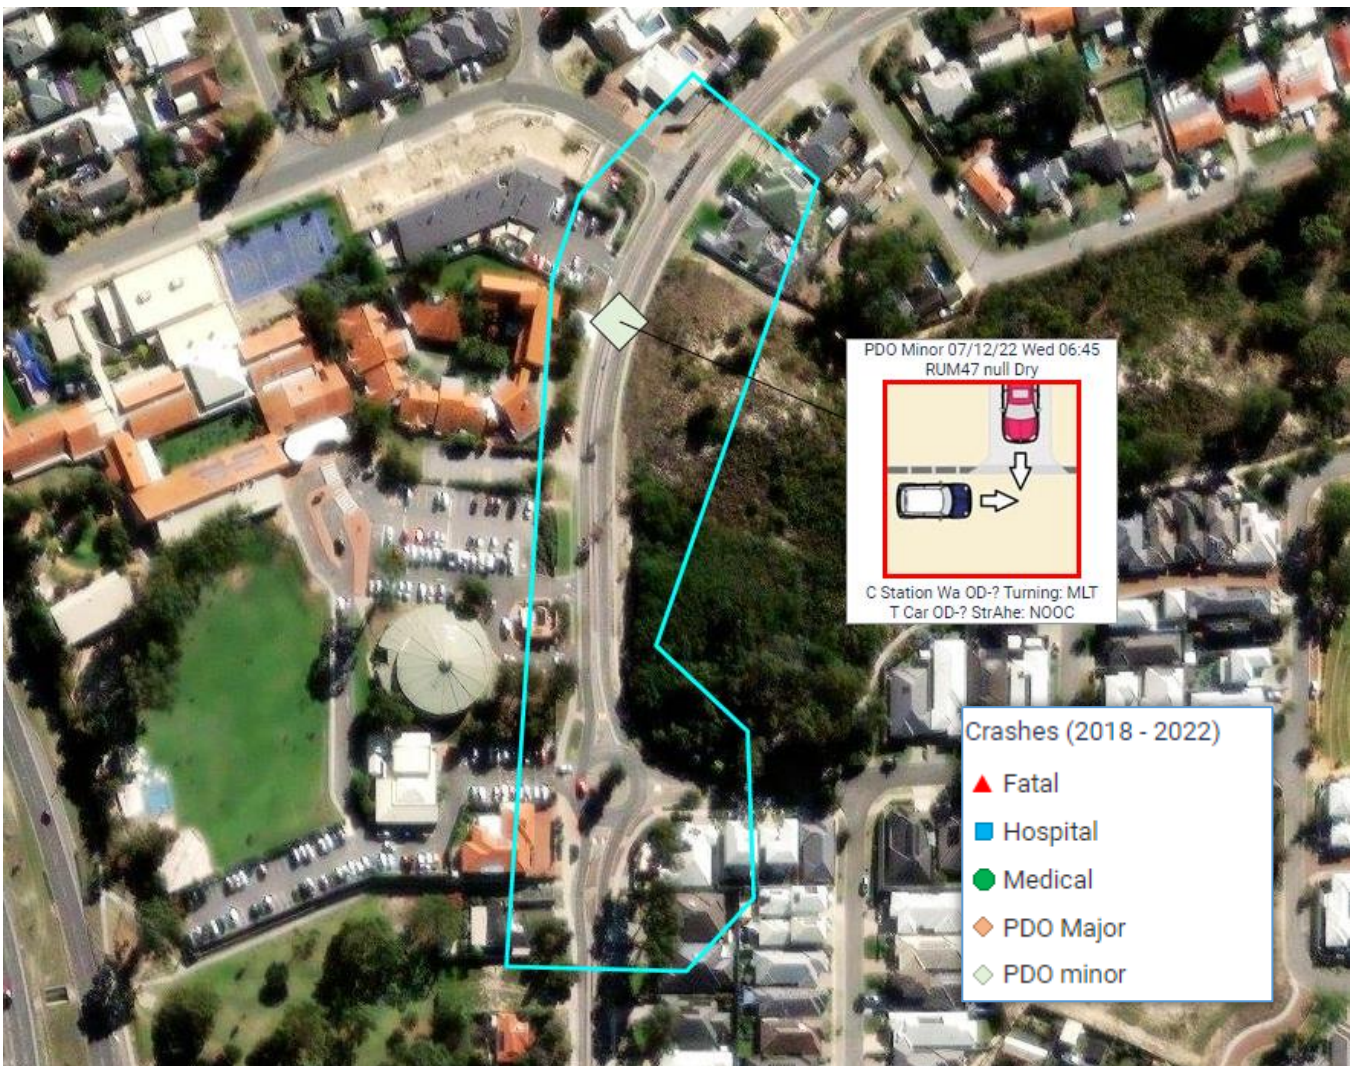 PDO Minor 07/12/22 Wed 06:45
RUM47 null Dry
C Station Wa OD-? Turning: MLT
T Car OD-? StrAhe: NOOC
Crashes (2018 - 2022)
Fatal
Hospital
Medical
PDO Major
PDO minor